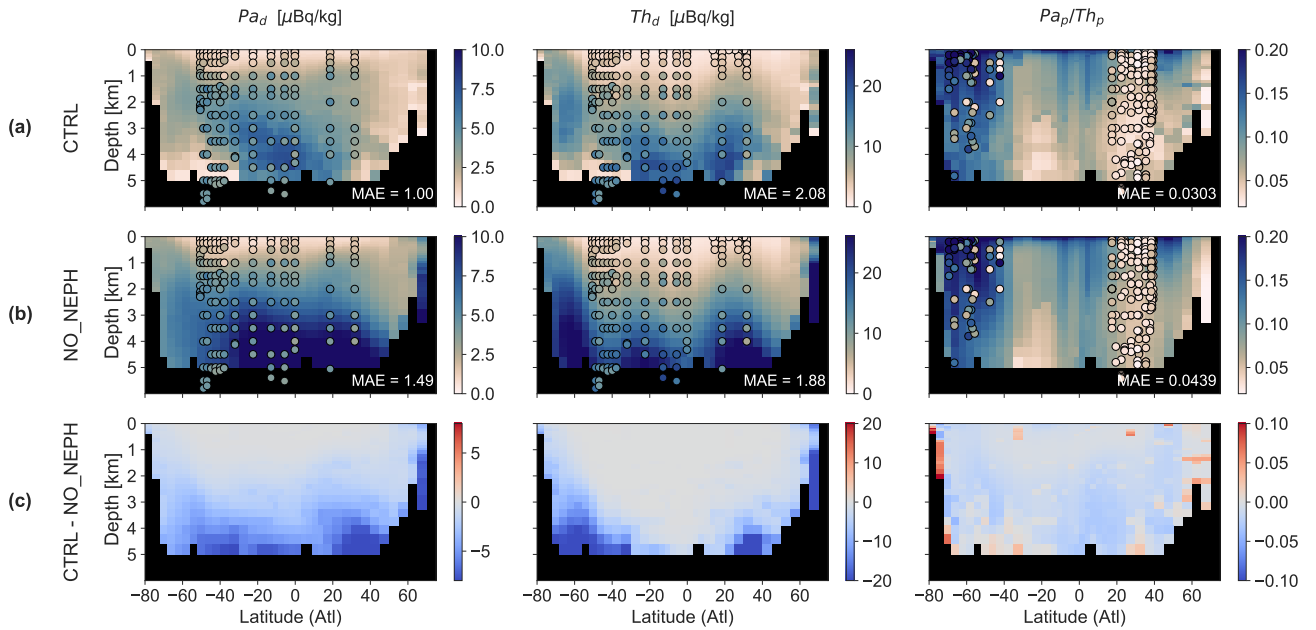 Pa_d [μBq/kg]
Th_d [μBq/kg]
Pa_p/Th_p
(a)
CTRL
Depth [km]
0
1
2
3
4
5
MAE = 1.00
10.0
7.5
5.0
2.5
0.0
MAE = 2.08
20
10
0
MAE = 0.0303
0.20
0.15
0.10
0.05
(b)
NO_NEPH
Depth [km]
0
1
2
3
4
5
MAE = 1.49
10.0
7.5
5.0
2.5
0.0
MAE = 1.88
20
10
0
MAE = 0.0439
0.20
0.15
0.10
0.05
(c)
CTRL - NO_NEPH
Depth [km]
0
1
2
3
4
5
5
0
−5
20
10
0
−10
−20
0.10
0.05
0.00
−0.05
−0.10
−80 −60 −40 −20 0 20 40 60
−80 −60 −40 −20 0 20 40 60
−80 −60 −40 −20 0 20 40 60
Latitude (Atl)
Latitude (Atl)
Latitude (Atl)